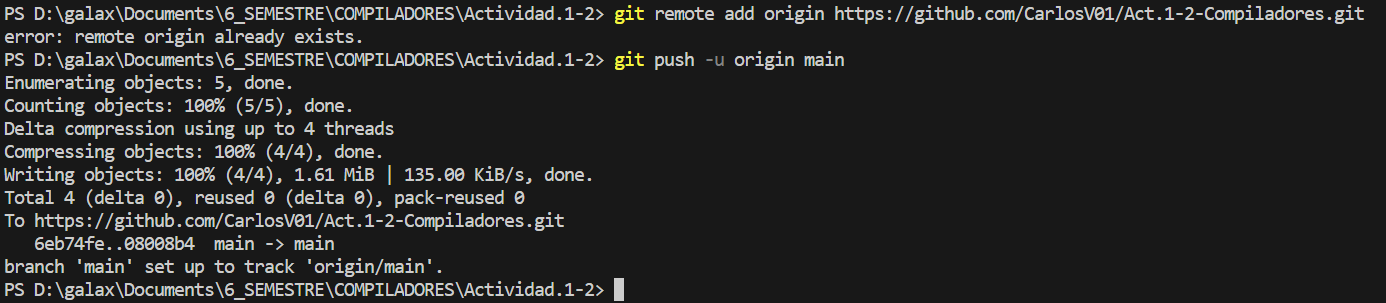 PS D:\galax\Documents\6_SEMESTRE\COMPILADORES\Actividad.1-2> git remote add origin https://github.com/CarlosV01/Act.1-2-Compiladores.git
error: remote origin already exists.
PS D:\galax\Documents\6_SEMESTRE\COMPILADORES\Actividad.1-2> git push -u origin main
Enumerating objects: 5, done.
Counting objects: 100% (5/5), done.
Delta compression using up to 4 threads
Compressing objects: 100% (4/4), done.
Writing objects: 100% (4/4), 1.61 MiB | 135.00 KiB/s, done.
Total 4 (delta 0), reused 0 (delta 0), pack-reused 0
To https://github.com/CarlosV01/Act.1-2-Compiladores.git
   6eb74fe..08008b4  main -> main
branch 'main' set up to track 'origin/main'.
PS D:\galax\Documents\6_SEMESTRE\COMPILADORES\Actividad.1-2>